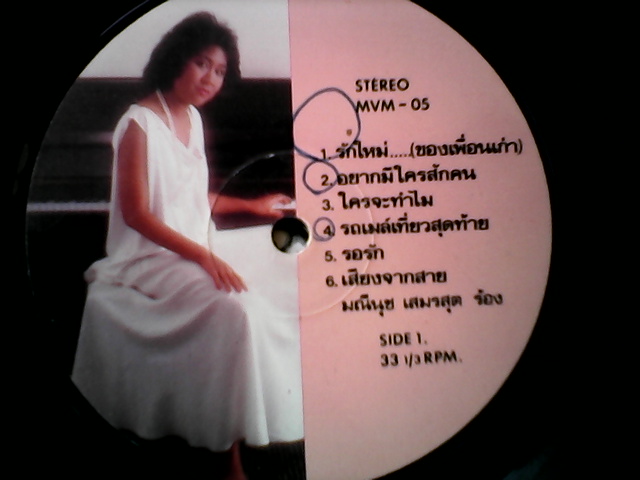 STEREO
MVM - 05
1. รักใหม่.....(ของเพื่อนเก่า)
2. อยากมีใครสักคน
3. ใครจะทำไม
4. รถเมล์เที่ยวสุดท้าย
5. รอรัก
6. เสียงจากสาย
มณีนุช เสมรสุต ร้อง
SIDE 1.
33 1/3 RPM.